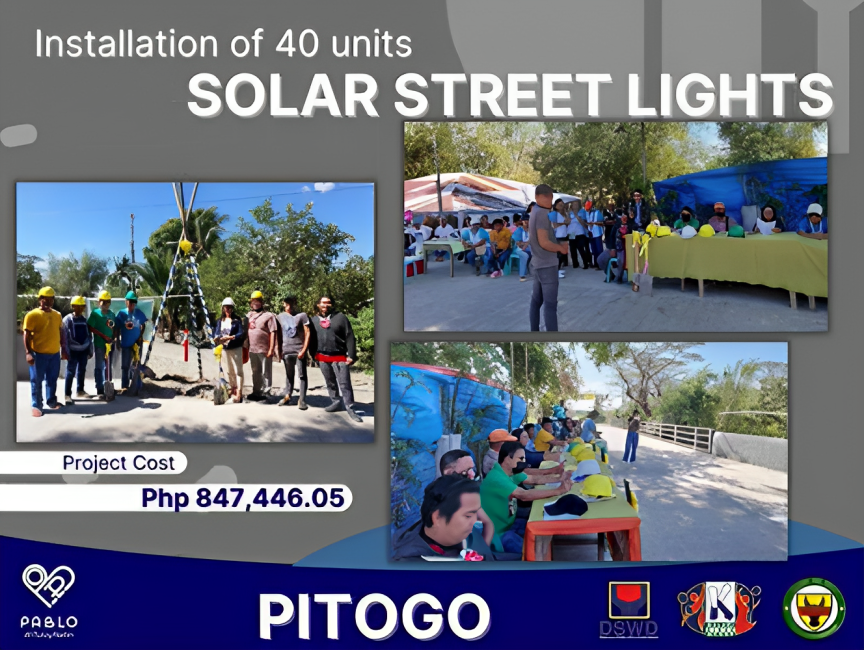 Installation of 40 units
SOLAR STREET LIGHTS
Project Cost
Php 847,446.05
PABLO
PITOGO
DSWD
K